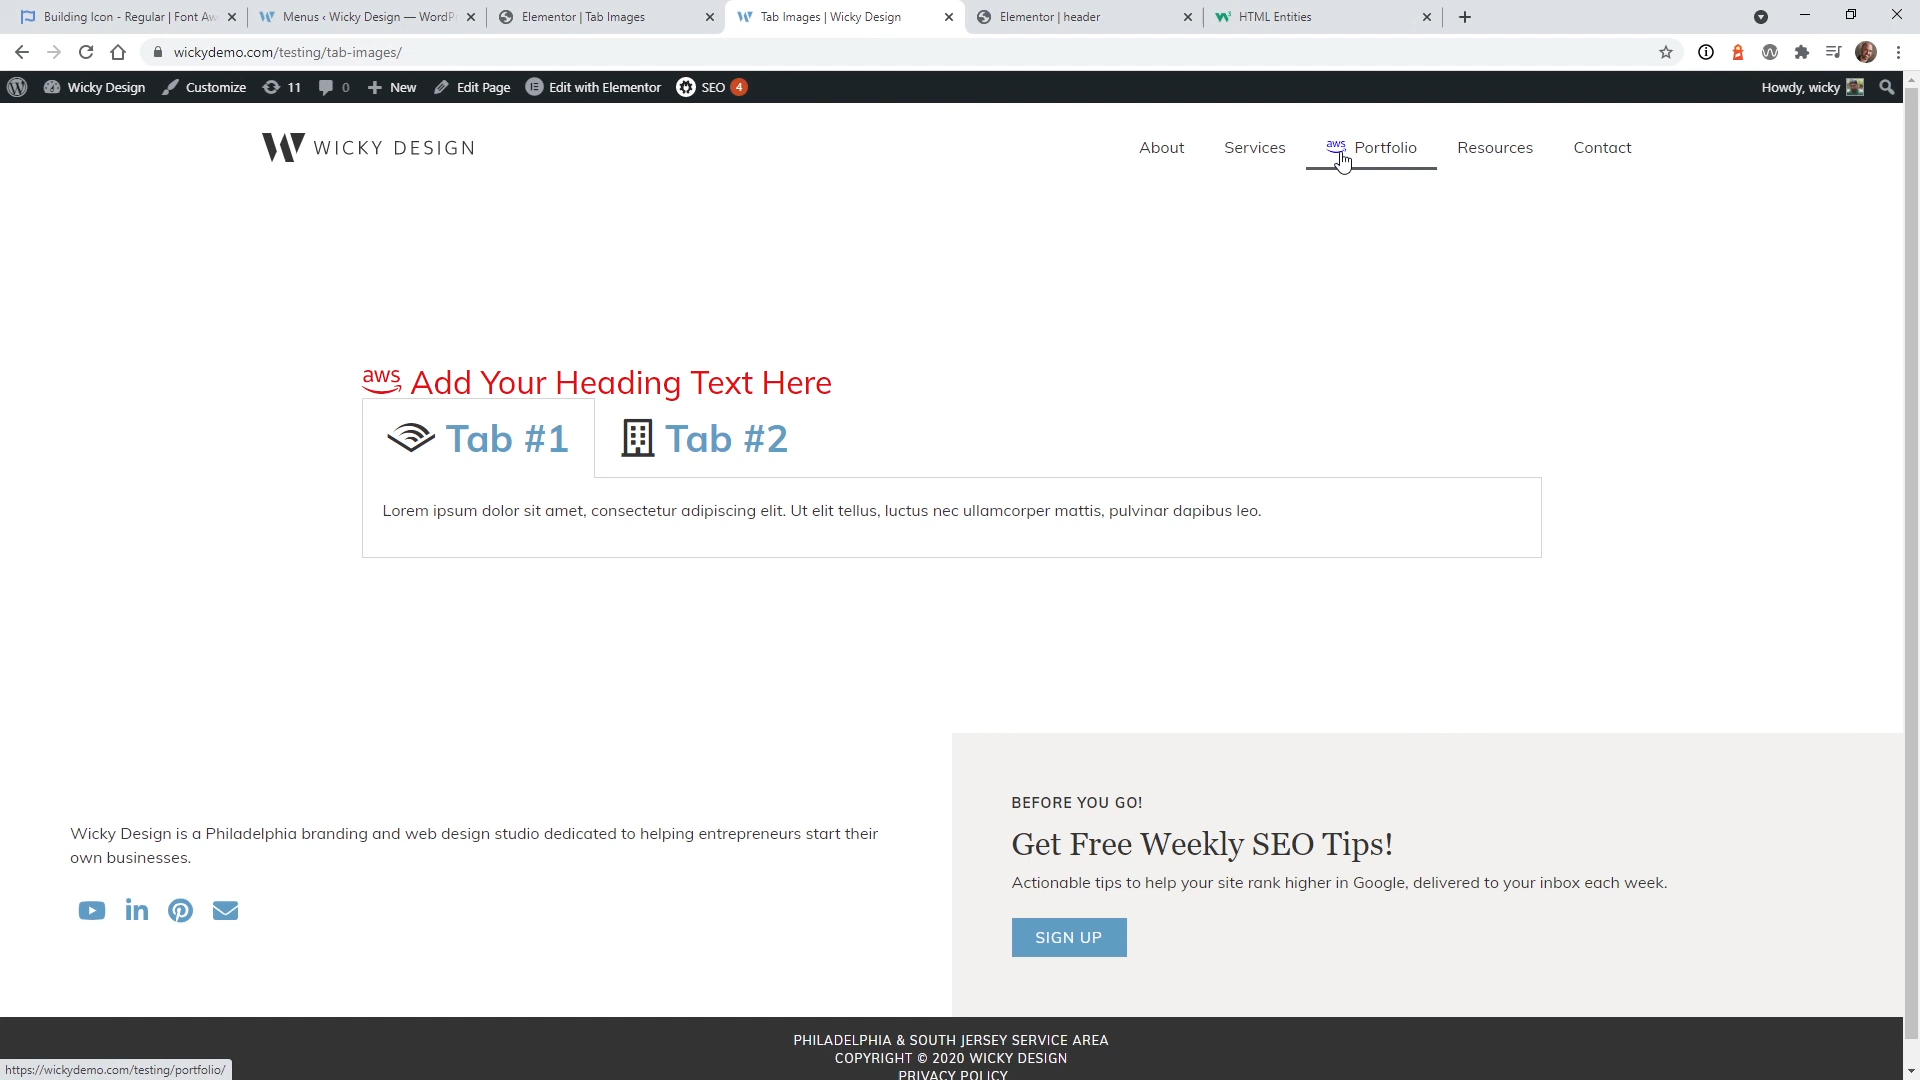 Building Icon - Regular | Font Aw
Menus ‹ Wicky Design — WordP
Elementor | Tab Images
Tab Images | Wicky Design
Elementor | header
HTML Entities
wickydemo.com/testing/tab-images/
Wicky Design
Customize
11
0
New
Edit Page
Edit with Elementor
SEO 4
Howdy, wicky
WICKY DESIGN
About
Services
aws Portfolio
Resources
Contact
aws Add Your Heading Text Here
Tab #1
Tab #2
Lorem ipsum dolor sit amet, consectetur adipiscing elit. Ut elit tellus, luctus nec ullamcorper mattis, pulvinar dapibus leo.
Wicky Design is a Philadelphia branding and web design studio dedicated to helping entrepreneurs start their
own businesses.
BEFORE YOU GO!
Get Free Weekly SEO Tips!
Actionable tips to help your site rank higher in Google, delivered to your inbox each week.
SIGN UP
PHILADELPHIA & SOUTH JERSEY SERVICE AREA
COPYRIGHT © 2020 WICKY DESIGN
PRIVACY POLICY
https://wickydemo.com/testing/portfolio/